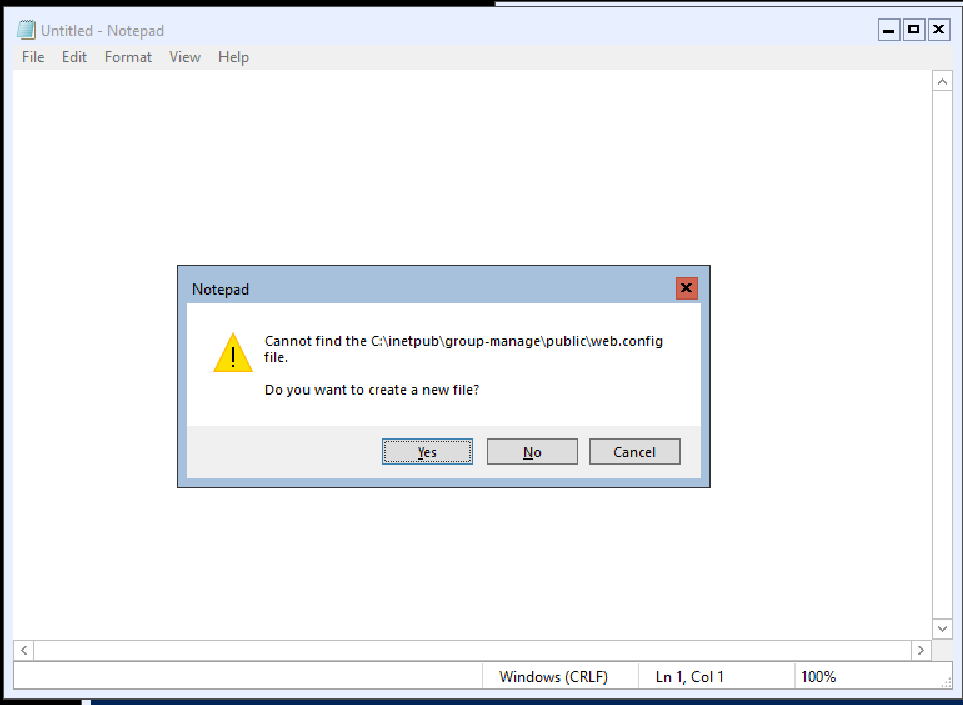 Untitled - Notepad
File Edit Format View Help
Notepad
Cannot find the C:\inetpub\group-manage\public\web.config
file.
Do you want to create a new file?
Yes No Cancel
Windows (CRLF) Ln 1, Col 1 100%